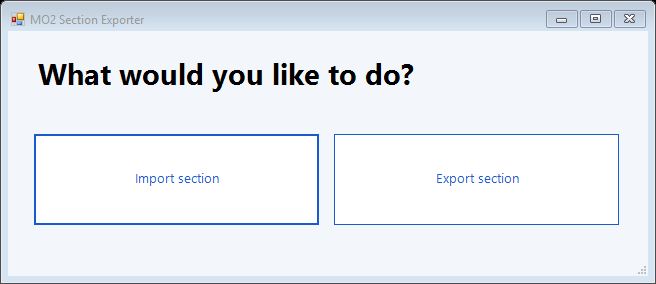 MO2 Section Exporter
What would you like to do?
Import section
Export section